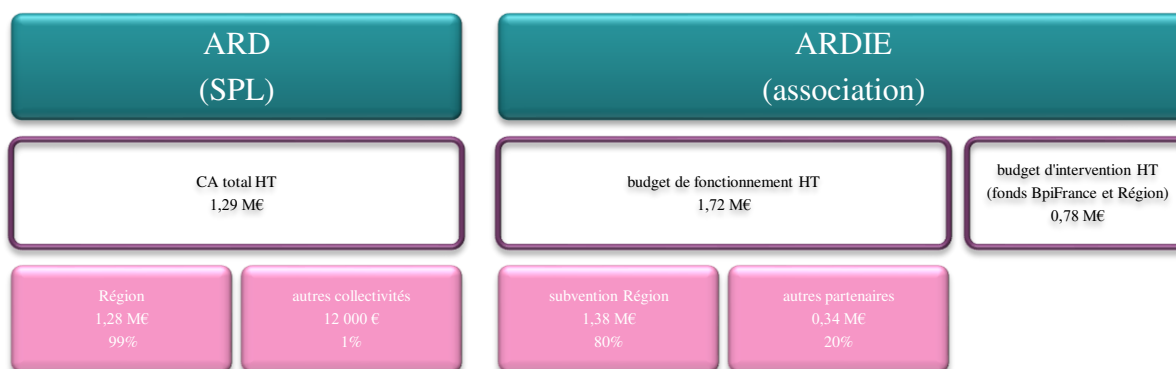 ARD
(SPL)
ARDIE
(association)
CA total HT
1,29 M€
budget de fonctionnement HT
1,72 M€
budget d'intervention HT
(fonds BpiFrance et Région)
0,78 M€
Région
1,28 M€
99%
autres collectivités
12 000 €
1%
subvention Région
1,38 M€
80%
autres partenaires
0,34 M€
20%